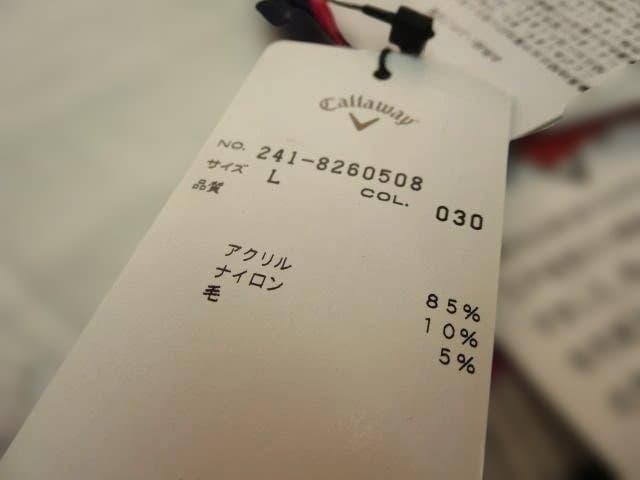 Callaway
NO. 241-8260508
サイズ L COL. 030
品質
アクリル 85%
ナイロン 10%
毛 5%